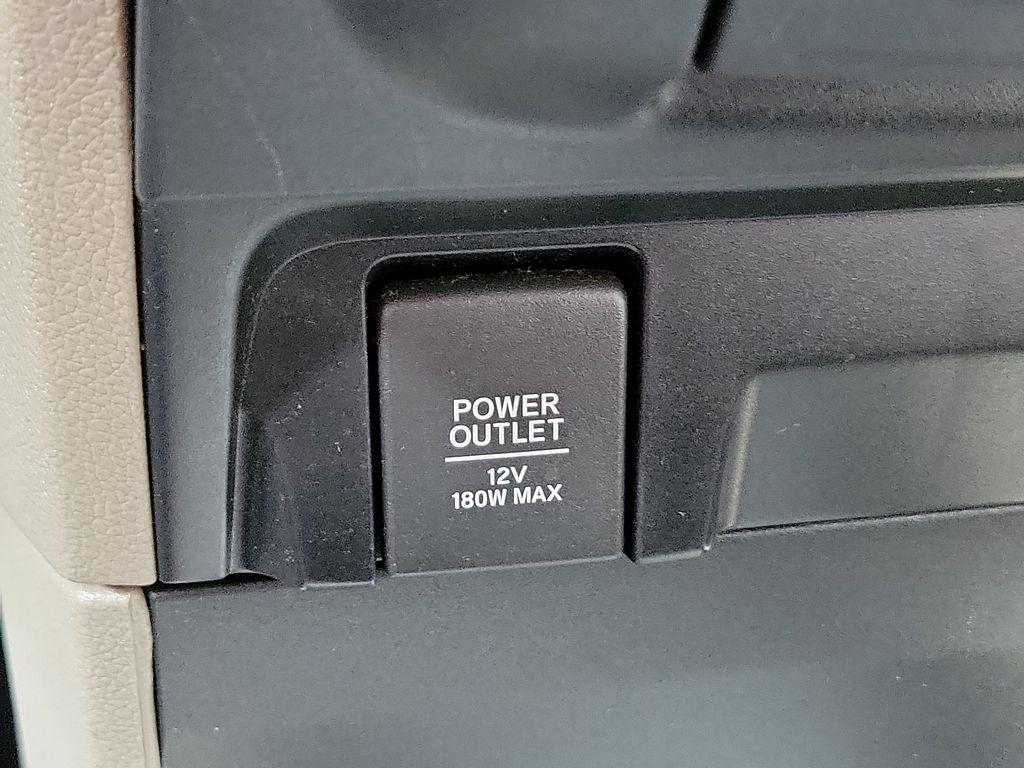 POWER
OUTLET
12V
180W MAX